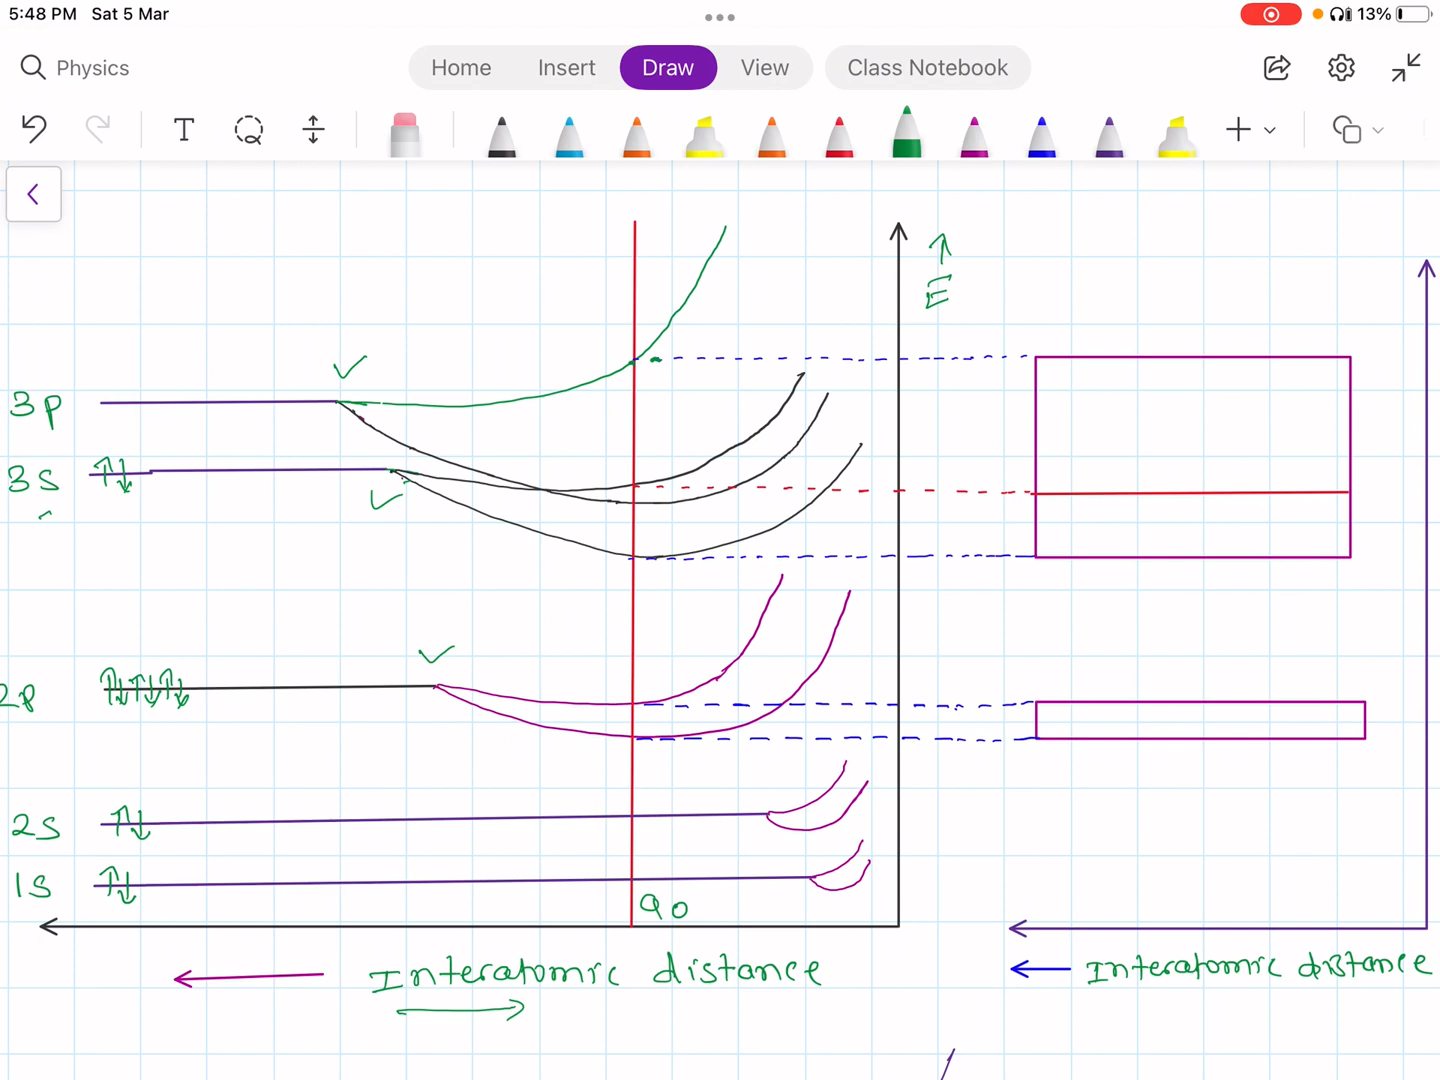 5:48 PM Sat 5 Mar
13%
Physics
Home Insert Draw View Class Notebook
T
E
3p
3s
2p
2s
1s
a0
Interatomic distance
Interatomic distance